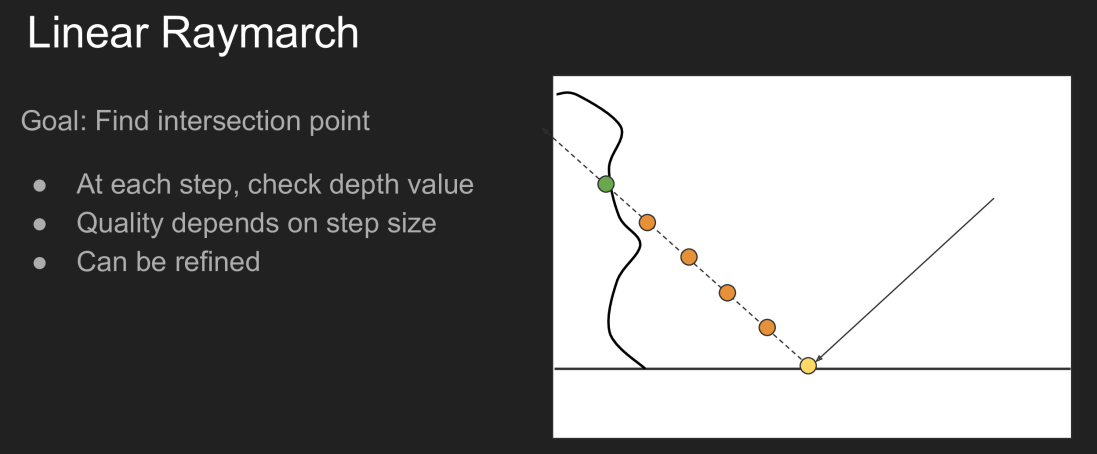 Linear Raymarch
Goal: Find intersection point
● At each step, check depth value
● Quality depends on step size
● Can be refined